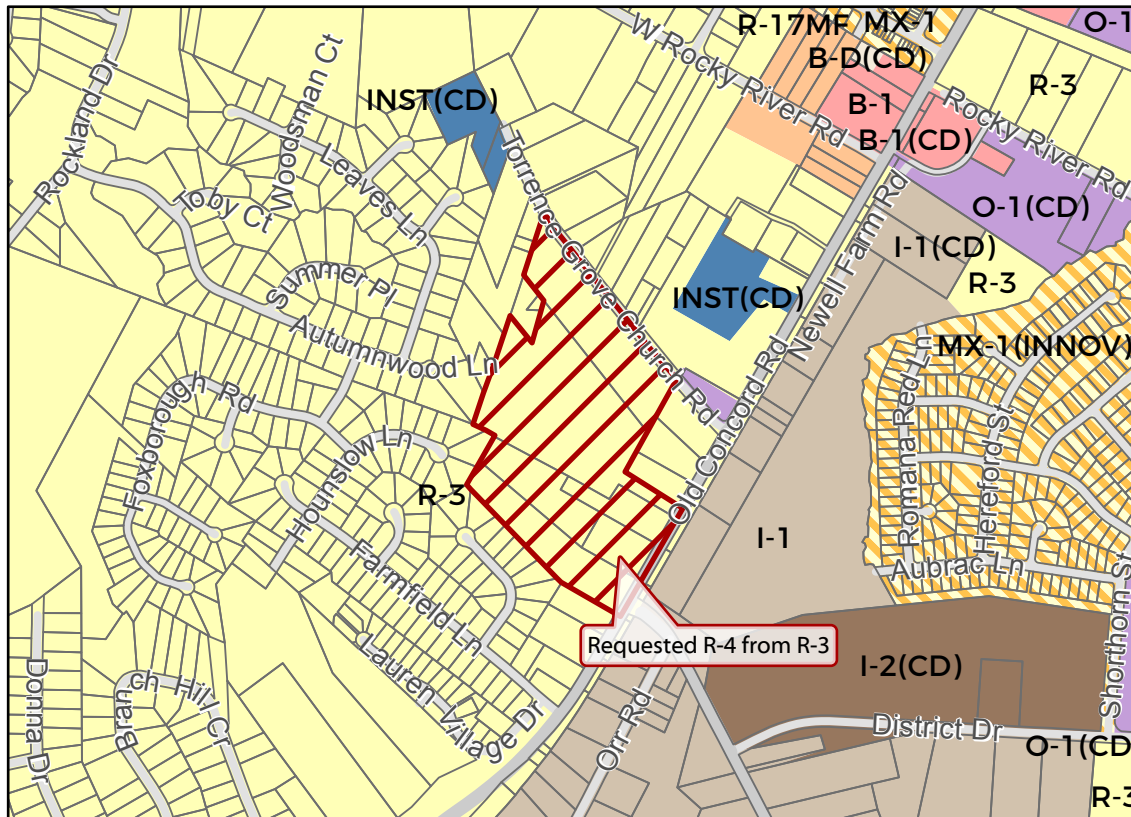 R-17MF
MX-1
O-1
B-D(CD)
W Rocky River Rd
R-3
Rockland Dr
Woodsman Ct
INST(CD)
B-1
Rocky River Rd
B-1(CD)
Leaves Ln
Torrence Grove Church Rd
Toby Ct
O-1(CD)
I-1(CD)
R-3
Summer Pl
INST(CD)
Newell Farm Rd
Autumnwood Ln
MX-1(INNOV)
Foxborough Rd
Romana Red Ln
Hereford St
Hounslow Ln
Old Concord Rd
R-3
I-1
Aubrac Ln
Farmfield Ln
Requested R-4 from R-3
I-2(CD)
Lauren Village Dr
Shorthorn St
Donna Dr
Branch Hill Cr
Orr Rd
District Dr
O-1(CD
R-3